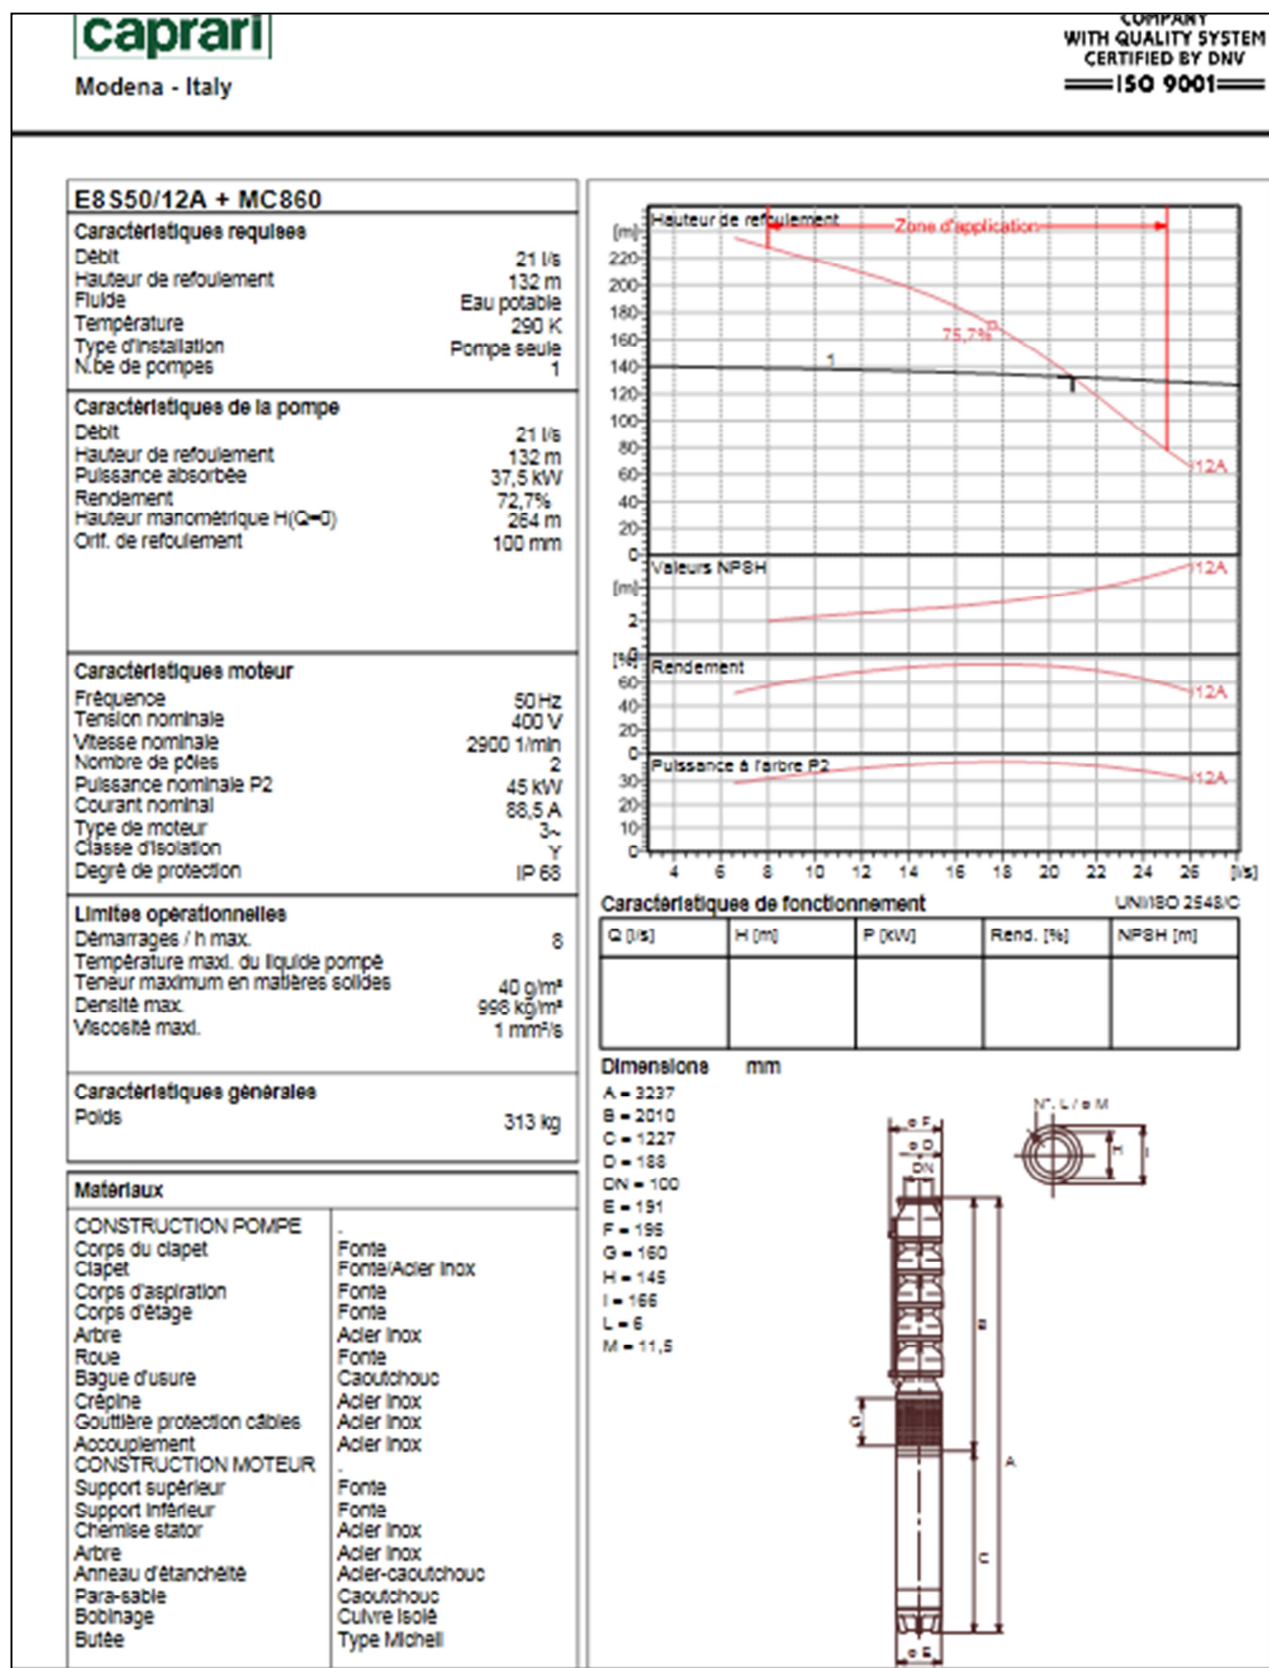 caprari
Modena - Italy
COMPANY
WITH QUALITY SYSTEM
CERTIFIED BY DNV
ISO 9001
E8S50/12A + MC860
Caractéristiques requises
Débit 21 l/s
Hauteur de refoulement 132 m
Fluide Eau potable
Température 290 K
Type d'installation Pompe seule
N.be de pompes 1
Caractéristiques de la pompe
Débit 21 l/s
Hauteur de refoulement 132 m
Puissance absorbée 37,5 kW
Rendement 72,7%
Hauteur manométrique H(Q=0) 264 m
Orif. de refoulement 100 mm
Caractéristiques moteur
Fréquence 50 Hz
Tension nominale 400 V
Vitesse nominale 2900 1/min
Nombre de pôles 2
Puissance nominale P2 45 kW
Courant nominal 88,5 A
Type de moteur 3~
Classe d'isolation Y
Degré de protection IP 68
Limites opérationnelles
Démarrages / h max. 8
Température maxi. du liquide pompé
Teneur maximum en matières solides 40 g/m³
Densité max. 998 kg/m³
Viscosité maxi. 1 mm²/s
Caractéristiques générales
Poids 313 kg
Matériaux
CONSTRUCTION POMPE .
Corps du clapet Fonte
Clapet Fonte/Acier inox
Corps d'aspiration Fonte
Corps d'étage Fonte
Arbre Acier inox
Roue Fonte
Bague d'usure Caoutchouc
Crépine Acier inox
Gouttière protection câbles Acier inox
Accouplement Acier inox
CONSTRUCTION MOTEUR .
Support supérieur Fonte
Support inférieur Fonte
Chemise stator Acier inox
Arbre Acier inox
Anneau d'étanchéité Acier-caoutchouc
Para-sable Caoutchouc
Bobinage Cuivre isolé
Butée Type Michell
Hauteur de refoulement
Zone d'application
[m]
220
200
180
160
140
120
100
80
60
40
20
0
75,7%
1
12A
Valeurs NPSH
[m]
2
0
12A
[%]
Rendement
60
40
20
0
12A
Puissance à l'arbre P2
30
20
10
0
12A
4 6 8 10 12 14 16 18 20 22 24 26 [l/s]
Caractéristiques de fonctionnement UNI/ISO 2548/C
Q [l/s] H [m] P [kW] Rend. [%] NPSH [m]
Dimensions mm
A = 3237
B = 2010
C = 1227
D = 188
DN = 100
E = 191
F = 195
G = 160
H = 145
I = 166
L = 6
M = 11,5
N°. L / ø M
ø F
ø D
DN
H
I
B
G
A
C
ø E